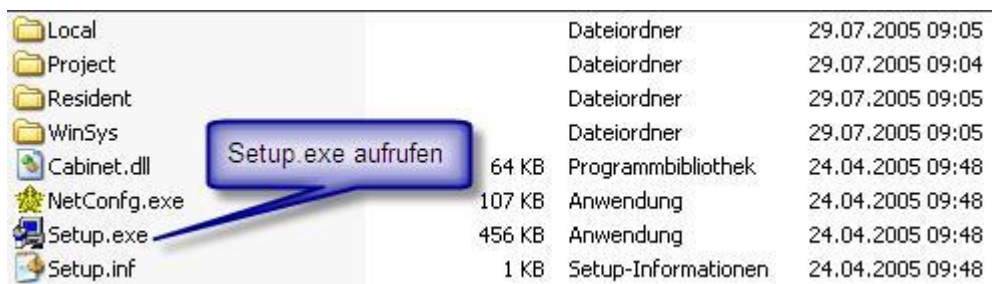 Local Dateiordner 29.07.2005 09:05
Project Dateiordner 29.07.2005 09:04
Resident Dateiordner 29.07.2005 09:05
WinSys Dateiordner 29.07.2005 09:05
Setup.exe aufrufen
Cabinet.dll 64 KB Programmbibliothek 24.04.2005 09:48
NetConfg.exe 107 KB Anwendung 24.04.2005 09:48
Setup.exe 456 KB Anwendung 24.04.2005 09:48
Setup.inf 1 KB Setup-Informationen 24.04.2005 09:48